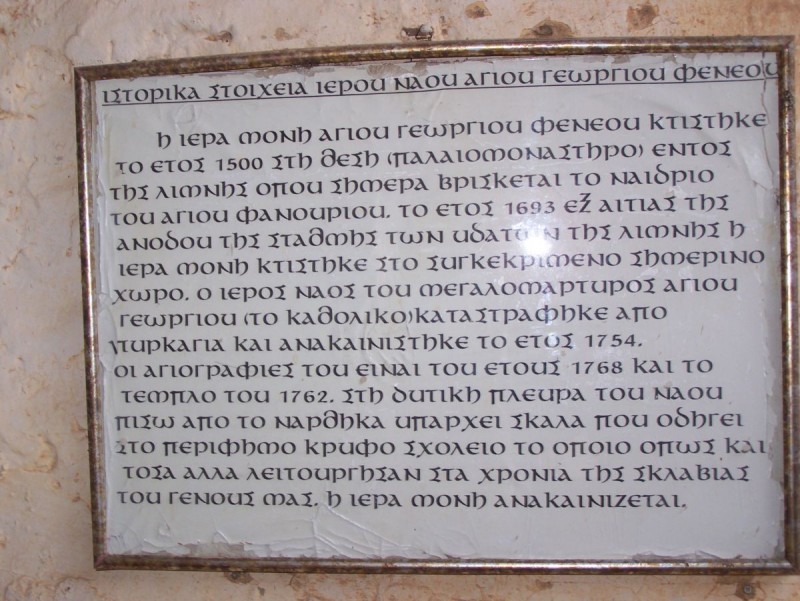 ΙΣΤΟΡΙΚΑ ΣΤΟΙΧΕΙΑ ΙΕΡΟΥ ΝΑΟΥ ΑΓΙΟΥ ΓΕΩΡΓΙΟΥ ΦΕΝΕΟΥ
Η ΙΕΡΑ ΜΟΝΗ ΑΓΙΟΥ ΓΕΩΡΓΙΟΥ ΦΕΝΕΟΥ ΚΤΙΣΤΗΚΕ
ΤΟ ΕΤΟΣ 1500 ΣΤΗ ΘΕΣΗ (ΠΑΛΑΙΟΜΟΝΑΣΤΗΡΟ) ΕΝΤΟΣ
ΤΗΣ ΛΙΜΝΗΣ ΟΠΟΥ ΣΗΜΕΡΑ ΒΡΙΣΚΕΤΑΙ ΤΟ ΝΑΙΔΡΙΟ
ΤΟΥ ΑΓΙΟΥ ΦΑΝΟΥΡΙΟΥ. ΤΟ ΕΤΟΣ 1693 ΕΞ ΑΙΤΙΑΣ ΤΗΣ
ΑΝΟΔΟΥ ΤΗΣ ΣΤΑΘΜΗΣ ΤΩΝ ΥΔΑΤΩΝ ΤΗΣ ΛΙΜΝΗΣ Η
ΙΕΡΑ ΜΟΝΗ ΚΤΙΣΤΗΚΕ ΣΤΟ ΣΥΓΚΕΚΡΙΜΕΝΟ ΣΗΜΕΡΙΝΟ
ΧΩΡΟ. Ο ΙΕΡΟΣ ΝΑΟΣ ΤΟΥ ΜΕΓΑΛΟΜΑΡΤΥΡΟΣ ΑΓΙΟΥ
ΓΕΩΡΓΙΟΥ (ΤΟ ΚΑΘΟΛΙΚΟ)ΚΑΤΑΣΤΡΑΦΗΚΕ ΑΠΟ
ΠΥΡΚΑΓΙΑ ΚΑΙ ΑΝΑΚΑΙΝΙΣΤΗΚΕ ΤΟ ΕΤΟΣ 1754.
ΟΙ ΑΓΙΟΓΡΑΦΙΕΣ ΤΟΥ ΕΙΝΑΙ ΤΟΥ ΕΤΟΥΣ 1768 ΚΑΙ ΤΟ
ΤΕΜΠΛΟ ΤΟΥ 1762. ΣΤΗ ΔΥΤΙΚΗ ΠΛΕΥΡΑ ΤΟΥ ΝΑΟΥ
ΠΙΣΩ ΑΠΟ ΤΟ ΝΑΡΘΗΚΑ ΥΠΑΡΧΕΙ ΣΚΑΛΑ ΠΟΥ ΟΔΗΓΕΙ
ΣΤΟ ΠΕΡΙΦΗΜΟ ΚΡΥΦΟ ΣΧΟΛΕΙΟ ΤΟ ΟΠΟΙΟ ΟΠΩΣ ΚΑΙ
ΤΟΣΑ ΑΛΛΑ ΛΕΙΤΟΥΡΓΗΣΑΝ ΣΤΑ ΧΡΟΝΙΑ ΤΗΣ ΣΚΛΑΒΙΑΣ
ΤΟΥ ΓΕΝΟΥΣ ΜΑΣ. Η ΙΕΡΑ ΜΟΝΗ ΑΝΑΚΑΙΝΙΖΕΤΑΙ.